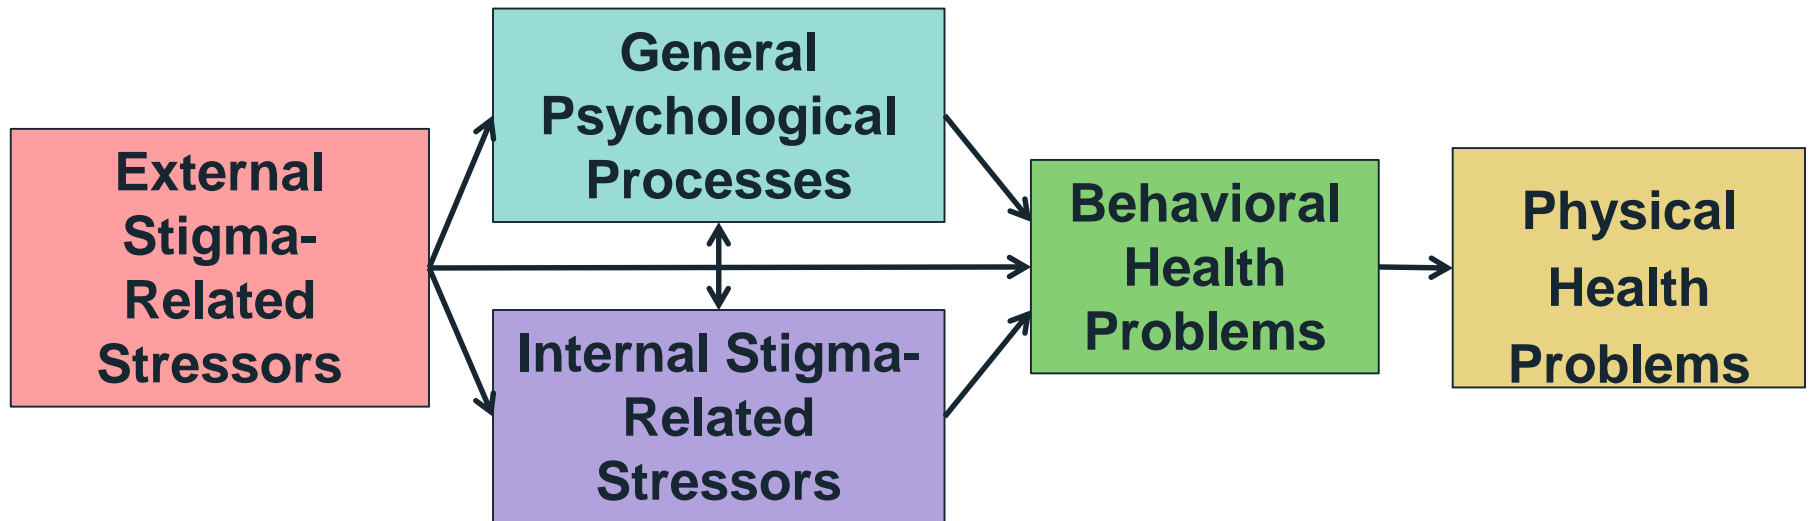 External
Stigma-
Related
Stressors
General
Psychological
Processes
Internal Stigma-
Related
Stressors
Behavioral
Health
Problems
Physical
Health
Problems